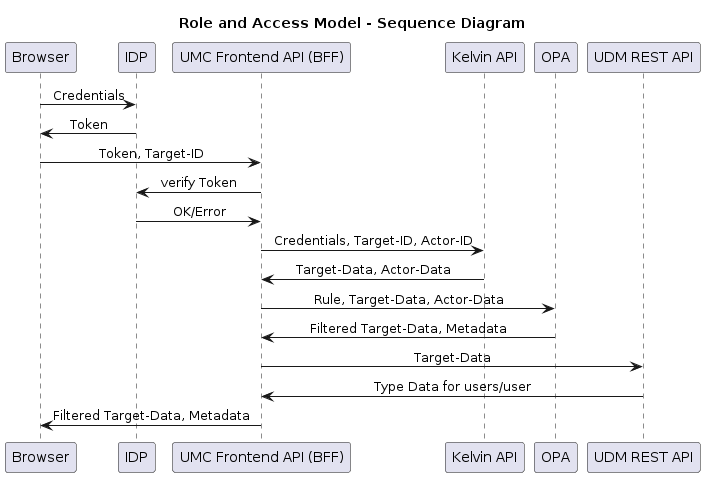 Role and Access Model - Sequence Diagram
Browser
IDP
UMC Frontend API (BFF)
Kelvin API
OPA
UDM REST API
Credentials
Token
Token, Target-ID
verify Token
OK/Error
Credentials, Target-ID, Actor-ID
Target-Data, Actor-Data
Rule, Target-Data, Actor-Data
Filtered Target-Data, Metadata
Target-Data
Type Data for users/user
Filtered Target-Data, Metadata
Browser
IDP
UMC Frontend API (BFF)
Kelvin API
OPA
UDM REST API